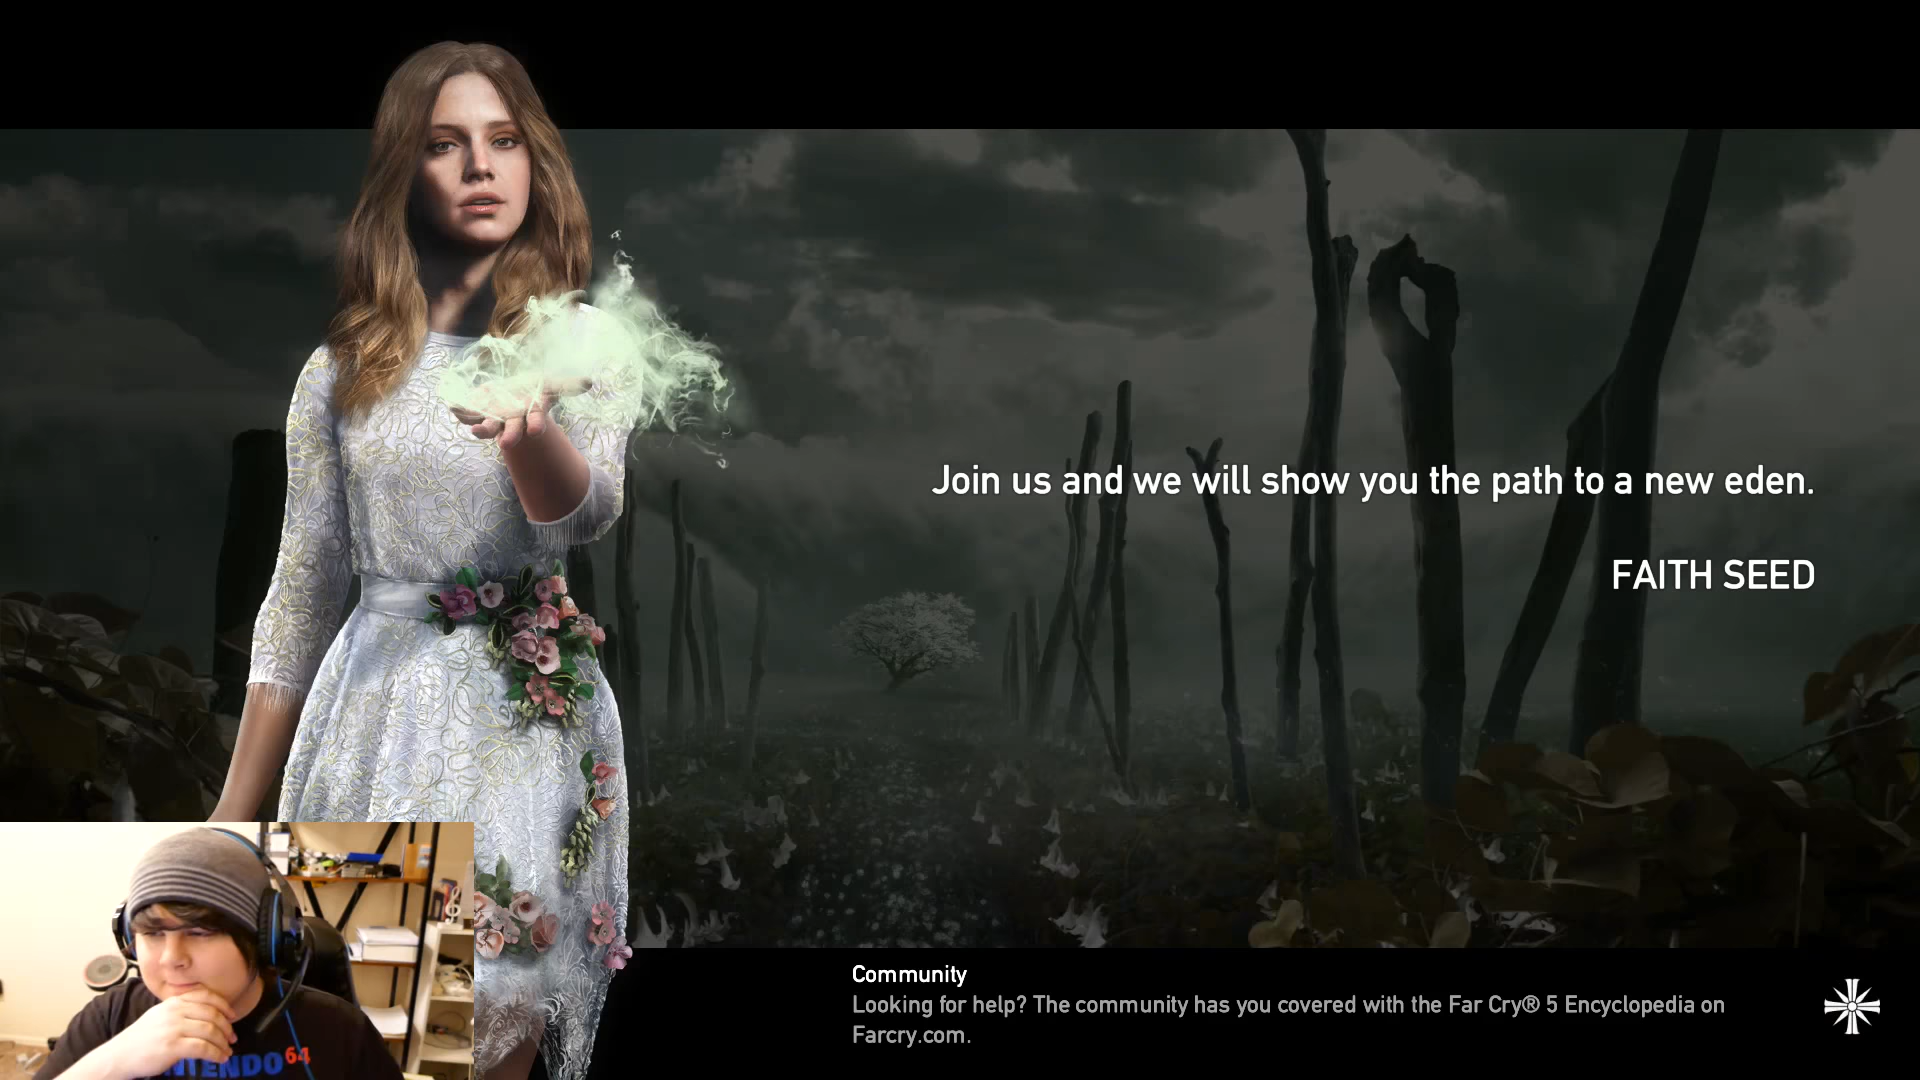 Join us and we will show you the path to a new eden.
FAITH SEED
Community
Looking for help? The community has you covered with the Far Cry® 5 Encyclopedia on
Farcry.com.
NTENDO64